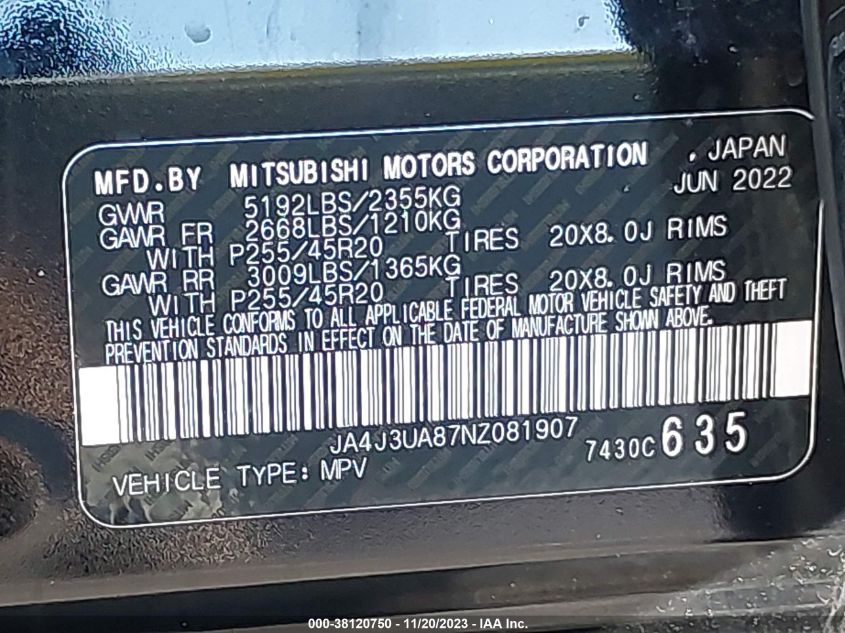 MFD.BY MITSUBISHI MOTORS CORPORATION , JAPAN
JUN 2022
GVWR 5192LBS/2355KG
GAWR FR 2668LBS/1210KG
WITH P255/45R20 TIRES 20X8.0J RIMS
GAWR RR 3009LBS/1365KG
WITH P255/45R20 TIRES 20X8.0J RIMS
THIS VEHICLE CONFORMS TO ALL APPLICABLE FEDERAL MOTOR VEHICLE SAFETY AND THEFT
PREVENTION STANDARDS IN EFFECT ON THE DATE OF MANUFACTURE SHOWN ABOVE.
JA4J3UA87NZ081907 7430C 635
VEHICLE TYPE: MPV
000-38120750 - 11/20/2023 - IAA Inc.